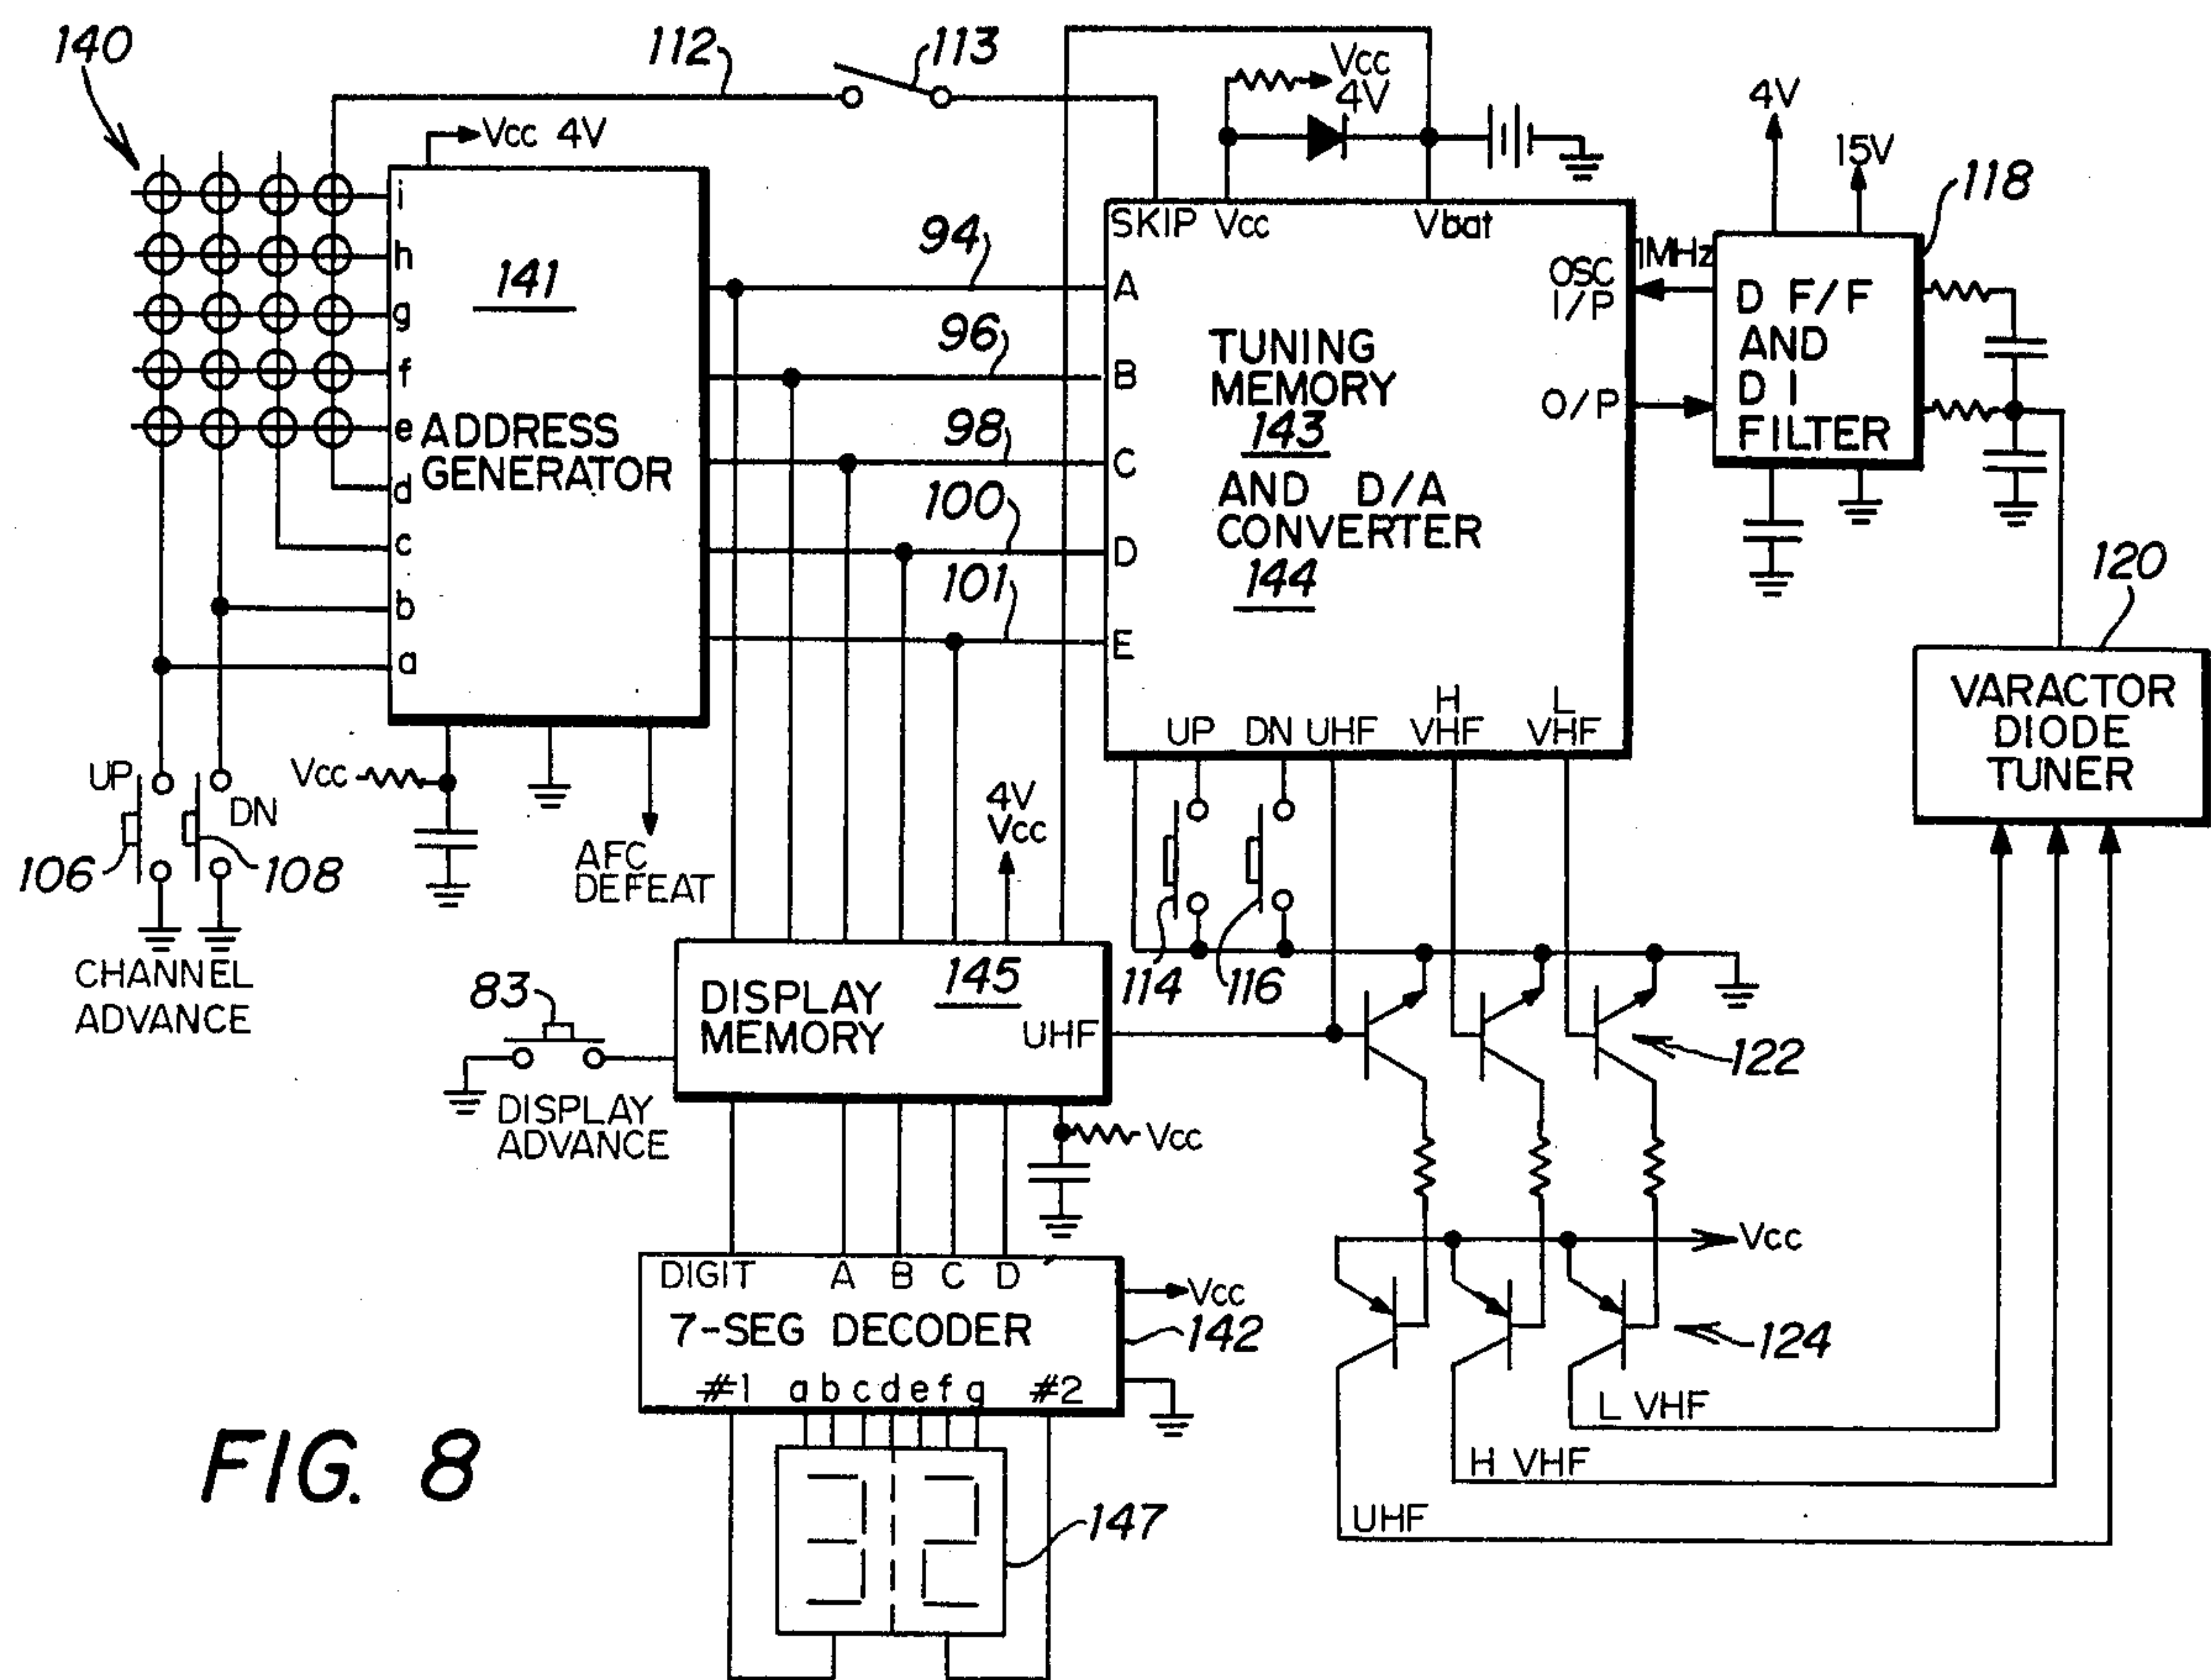 140
112
113
Vcc 4V
Vcc
4V
4V
15V
118
i
h
g
f
e
d
c
b
a
141
ADDRESS
GENERATOR
94
96
98
100
101
SKIP Vcc Vbat
A
B
C
D
E
TUNING
MEMORY
143
AND D/A
CONVERTER
144
OSC
I/P
O/P
1MHz
D F/F
AND
D I
FILTER
120
VARACTOR
DIODE
TUNER
UP DN UHF H VHF L VHF
UP
DN
106
108
CHANNEL
ADVANCE
Vcc
AFC
DEFEAT
4V
Vcc
114
116
122
83
DISPLAY
ADVANCE
145
DISPLAY
MEMORY
UHF
Vcc
Vcc
DIGIT A B C D
7-SEG DECODER
#1 a b c d e f g #2
Vcc
142
124
L VHF
H VHF
UHF
32
147
FIG. 8